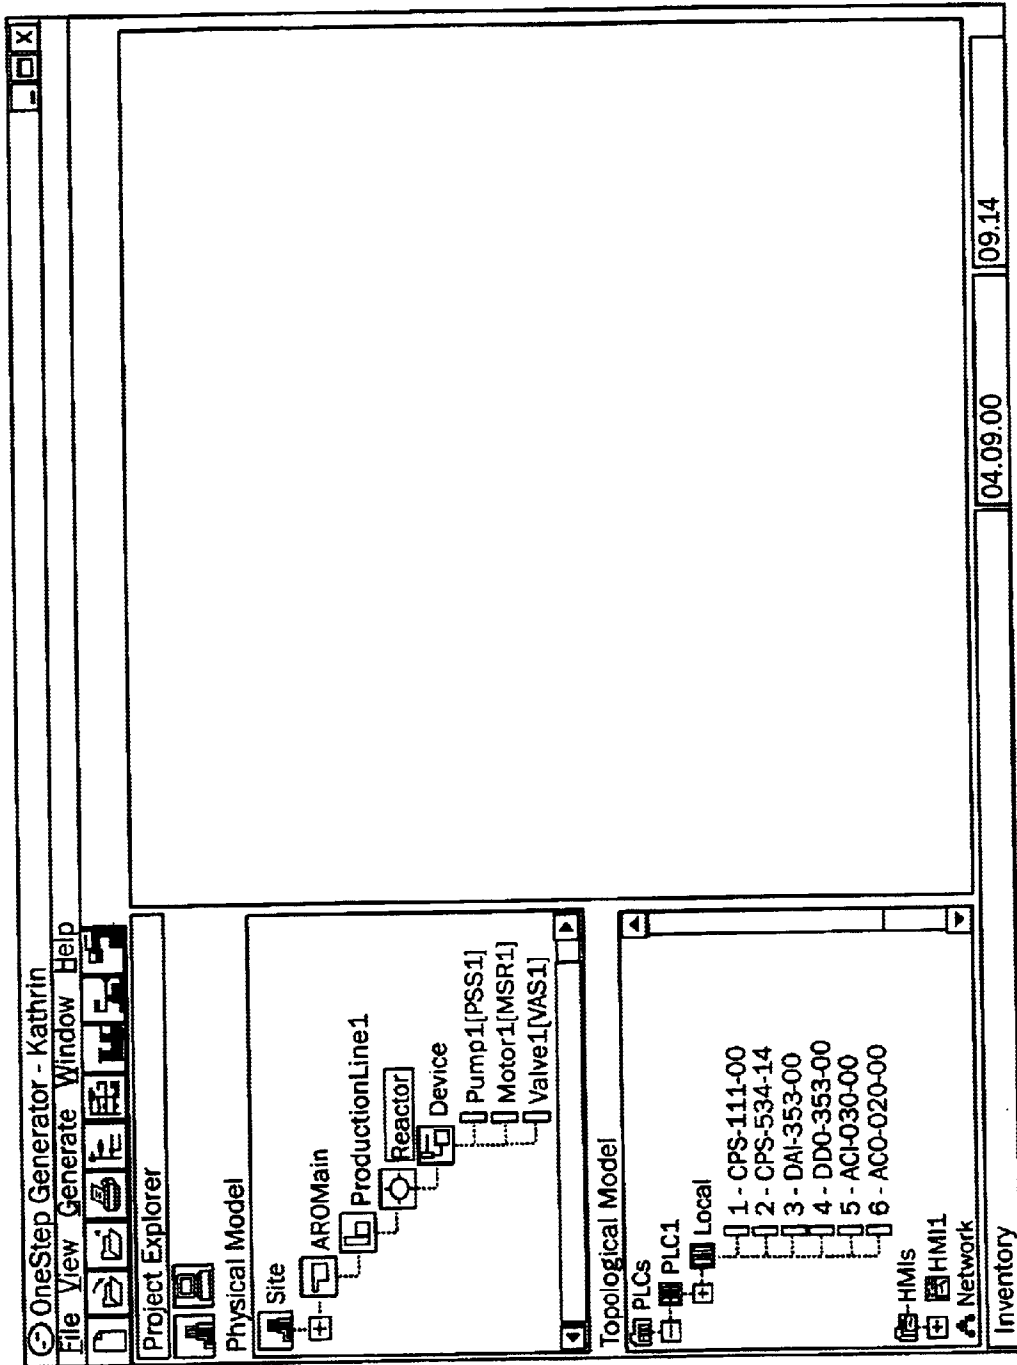 OneStep Generator - Kathrin
File View Generate Window Help
Project Explorer
Physical Model
Site
AROMain
ProductionLine1
Reactor
Device
Pump1[PSS1]
Motor1[MSR1]
Valve1[VAS1]
Topological Model
PLCs
PLC1
Local
1 - CPS-111-00
2 - CPS-534-14
3 - DAI-353-00
4 - DDO-353-00
5 - ACI-030-00
6 - ACO-020-00
HMIs
HMI1
Network
Inventory
04.09.00
09.14